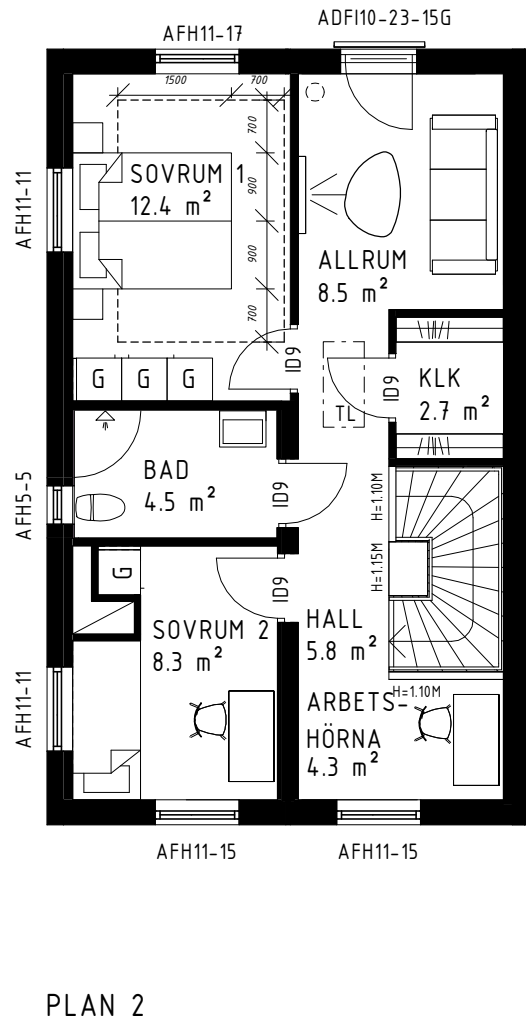 ADFI10-23-15G
AFH11-17
1500
700
700
AFH11-11
SOVRUM 1
12.4 m²
900
ALLRUM
8.5 m²
900
700
ID9
G
G
G
TL
ID9
KLK
2.7 m²
AFH5-5
BAD
4.5 m²
ID9
H=1.10M
H=1.15M
G
ID9
SOVRUM 2
8.3 m²
HALL
5.8 m²
AFH11-11
H=1.10M
ARBETS-
HÖRNA
4.3 m²
AFH11-15
AFH11-15
PLAN 2